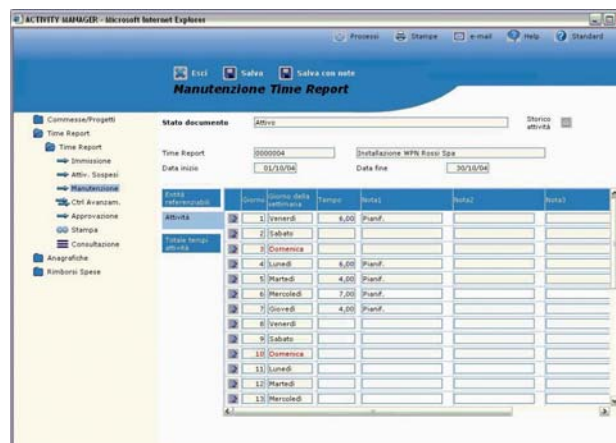 ACTIVITY MANAGER - Microsoft Internet Explorer
Processi Stampe e-mail Help Standard
Esci Salva Salva con note
Manutenzione Time Report
Commesse/Progetti
Time Report
Time Report
Immissione
Attiv. Sospesi
Manutenzione
Ctrl Avanzam.
Approvazione
Stampa
Consultazione
Anagrafiche
Rimborsi Spese
Stato documento Attivo Storico attività
Time Report 0000004 Installazione WPN Rossi Spa
Data inizio 01/10/04 Data fine 30/10/04
Entità referenziabili
Attività
Totale tempi attività
Giorno Giorno della settimana Tempo Nota1 Nota2 Nota3
1 Venerdì 6,00 Pianif.
2 Sabato
3 Domenica
4 Lunedì 6,00 Pianif.
5 Martedì 4,00 Pianif.
6 Mercoledì 7,00 Pianif.
7 Giovedì 4,00 Pianif.
8 Venerdì
9 Sabato
10 Domenica
11 Lunedì
12 Martedì
13 Mercoledì